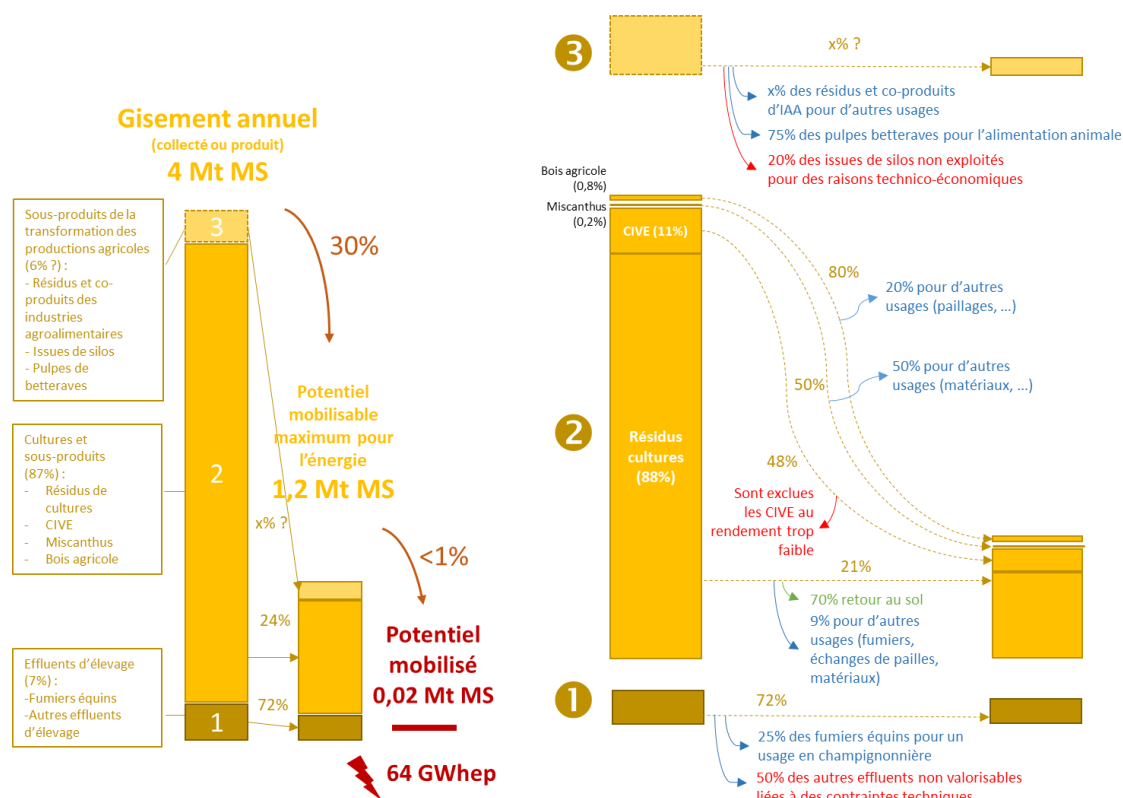 Gisement annuel
(collecté ou produit)
4 Mt MS
Sous-produits de la
transformation des
productions agricoles
(6% ?) :
- Résidus et co-
produits des
industries
agroalimentaires
- Issues de silos
- Pulpes de
betteraves
3
30%
Cultures et
sous-produits
(87%) :
- Résidus de
cultures
- CIVE
- Miscanthus
- Bois agricole
2
Potentiel
mobilisable
maximum pour
l'énergie
1,2 Mt MS
x% ?
<1%
24%
Effluents d'élevage
(7%) :
-Fumiers équins
-Autres effluents
d'élevage
1
72%
Potentiel
mobilisé
0,02 Mt MS
64 GWhep
3
x% ?
x% des résidus et co-produits
d'IAA pour d'autres usages
75% des pulpes betteraves pour l'alimentation animale
20% des issues de silos non exploités
pour des raisons technico-économiques
Bois agricole
(0,8%)
Miscanthus
(0,2%)
CIVE (11%)
80%
20% pour d'autres
usages (paillages, ...)
50%
50% pour d'autres
usages (matériaux, ...)
2
Résidus
cultures
(88%)
48%
Sont exclues
les CIVE au
rendement trop
faible
21%
70% retour au sol
9% pour d'autres
usages (fumiers,
échanges de pailles,
matériaux)
1
72%
25% des fumiers équins pour un
usage en champignonnière
50% des autres effluents non valorisables
liées à des contraintes techniques